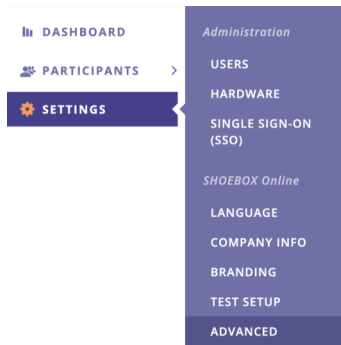 DASHBOARD
PARTICIPANTS
SETTINGS
Administration
USERS
HARDWARE
SINGLE SIGN-ON
(SSO)
SHOEBOX Online
LANGUAGE
COMPANY INFO
BRANDING
TEST SETUP
ADVANCED